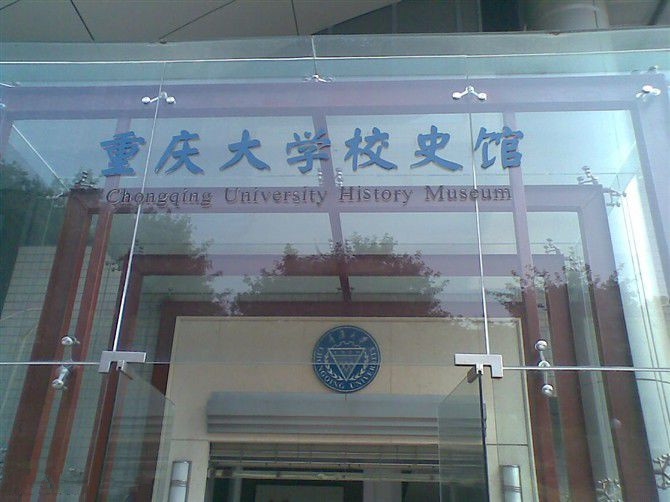 重庆大学校史馆
Chongqing University History Museum